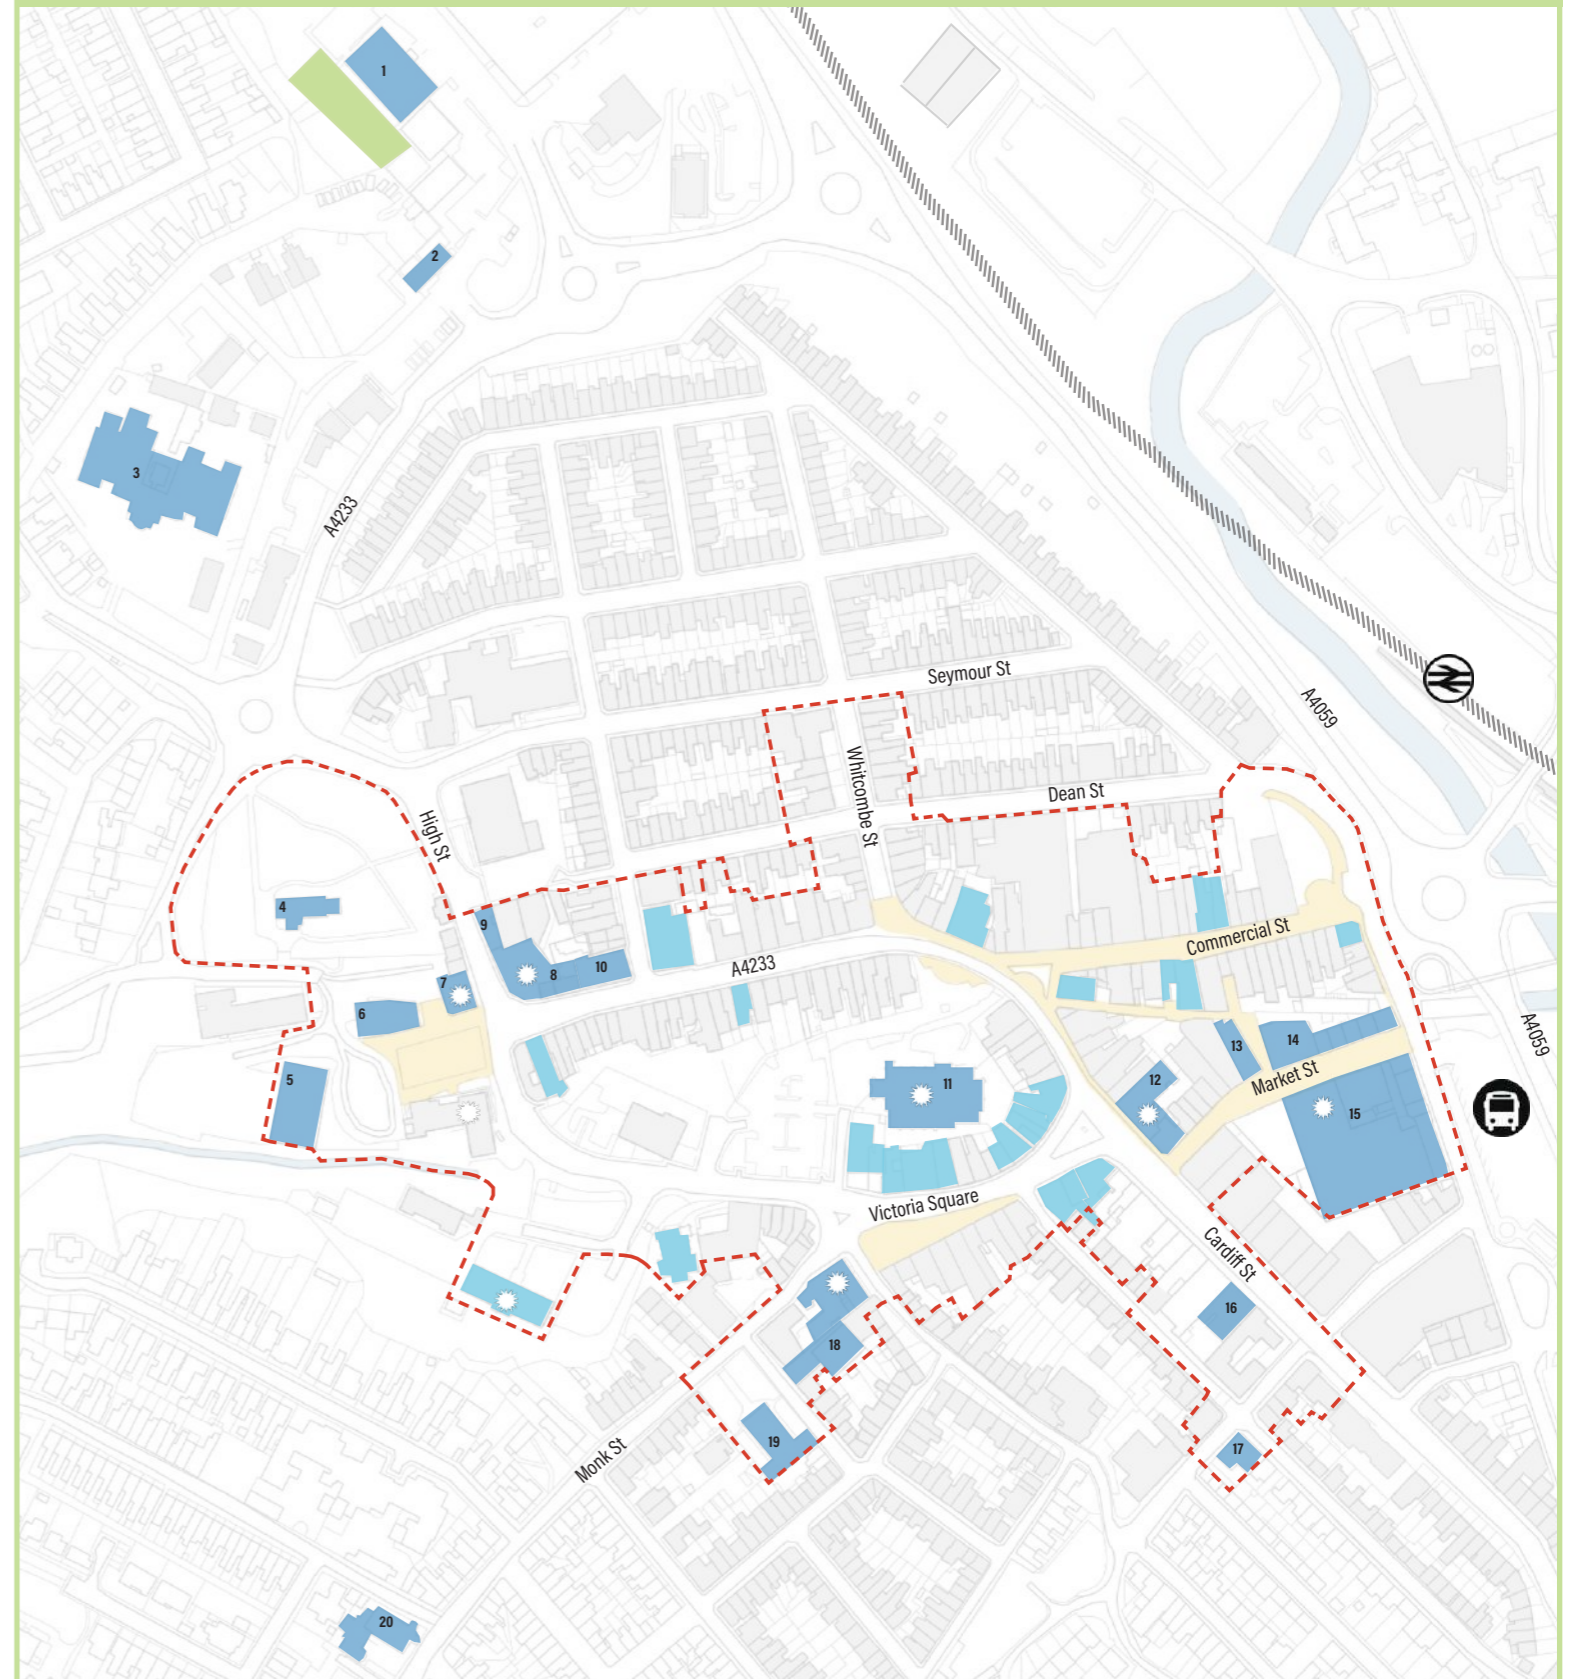 1
2
3
A4233
Seymour St
A4059
Whitcombe St
Dean St
High St
4
9
Commercial St
8
10
A4233
7
6
A4059
13
14
Market St
5
11
12
15
Victoria Square
Cardiff St
16
18
19
17
Monk St
20